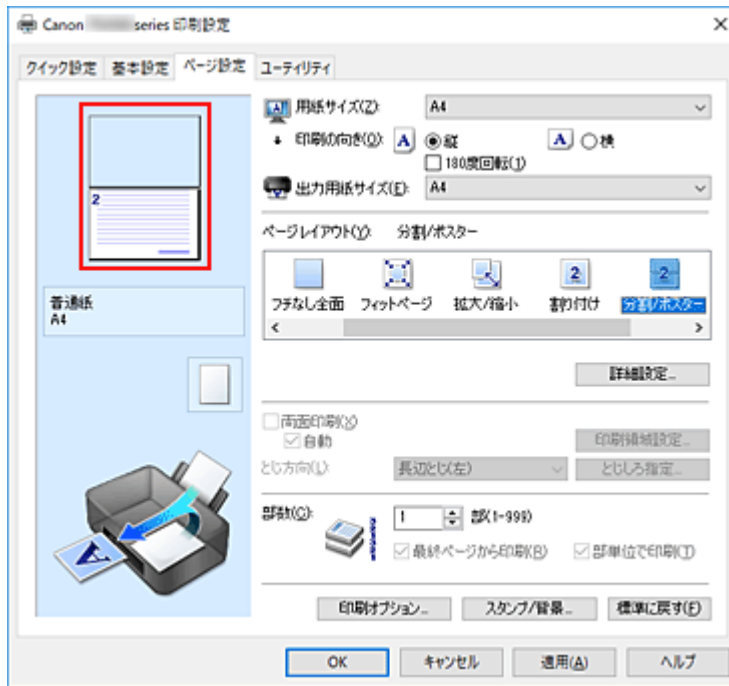 Canon series 印刷設定
クイック設定 基本設定 ページ設定 ユーティリティ
2
普通紙
A4
用紙サイズ(Z): A4
印刷の向き(O): A 縦 A 横
180度回転(1)
出力用紙サイズ(E): A4
ページレイアウト(Y): 分割/ポスター
2 2
フチなし全面 フィットページ 拡大/縮小 割り付け 分割/ポスター
詳細設定...
両面印刷(X)
自動 印刷領域設定...
とじ方向(L): 長辺とじ(左) とじしろ指定...
部数(C): 1 部(1-999)
最終ページから印刷(R) 部単位で印刷(T)
A
印刷オプション... スタンプ/背景... 標準に戻す(F)
OK キャンセル 適用(A) ヘルプ